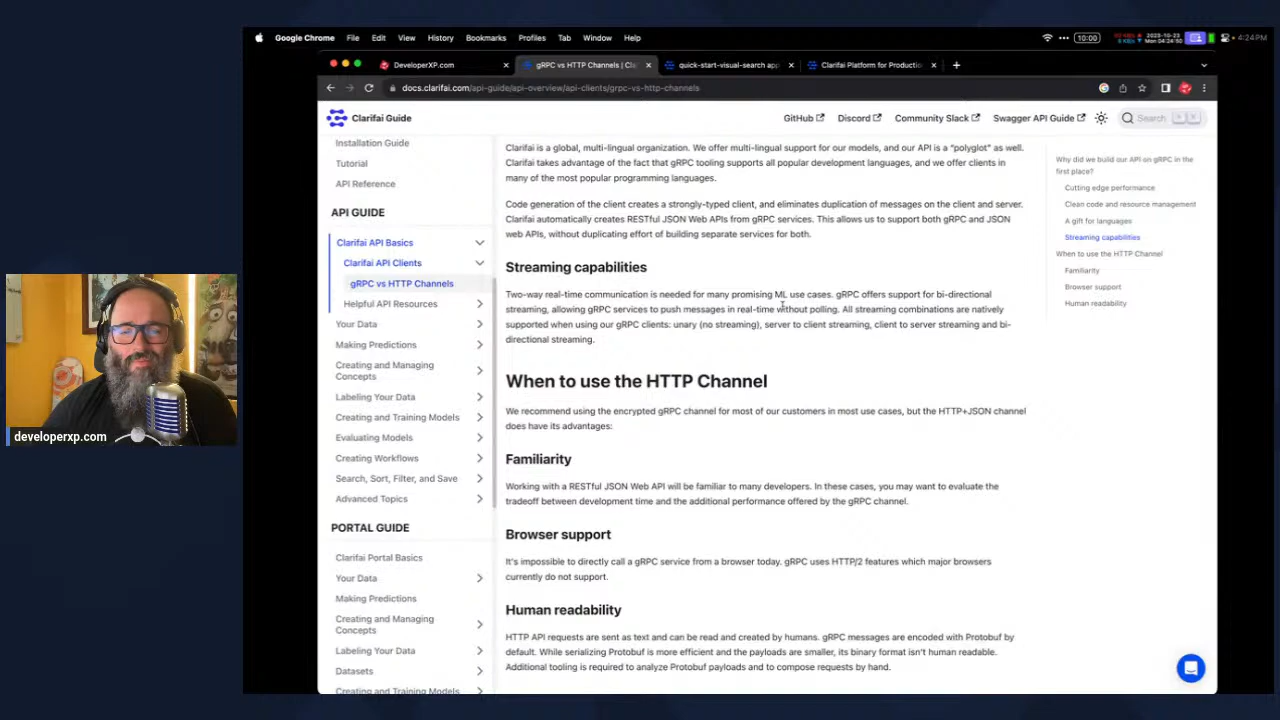 Google Chrome File Edit View History Bookmarks Profiles Tab Window Help
10:00
4:24PM
DeveloperXP.com
gRPC vs HTTP Channels | Cl
quick-start-visual-search app
Clarifai Platform for Producti
docs.clarifai.com/api-guide/api-overview/api-clients/grpc-vs-http-channels
Clarifai Guide
GitHub Discord Community Slack Swagger API Guide
Search
Installation Guide
Tutorial
API Reference
API GUIDE
Clarifai API Basics
Clarifai API Clients
gRPC vs HTTP Channels
Helpful API Resources
Your Data
Making Predictions
Creating and Managing
Concepts
Labeling Your Data
Creating and Training Models
Evaluating Models
Creating Workflows
Search, Sort, Filter, and Save
Advanced Topics
PORTAL GUIDE
Clarifai Portal Basics
Your Data
Making Predictions
Creating and Managing
Concepts
Labeling Your Data
Datasets
Creating and Training Models
Clarifai is a global, multi-lingual organization. We offer multi-lingual support for our models, and our API is a "polyglot" as well.
Clarifai takes advantage of the fact that gRPC tooling supports all popular development languages, and we offer clients in
many of the most popular programming languages.
Code generation of the client creates a strongly-typed client, and eliminates duplication of messages on the client and server.
Clarifai automatically creates RESTful JSON Web APIs from gRPC services. This allows us to support both gRPC and JSON
web APIs, without duplicating effort of building separate services for both.
Streaming capabilities
Two-way real-time communication is needed for many promising ML use cases. gRPC offers support for bi-directional
streaming, allowing gRPC services to push messages in real-time without polling. All streaming combinations are natively
supported when using our gRPC clients: unary (no streaming), server to client streaming, client to server streaming and bi-
directional streaming.
When to use the HTTP Channel
We recommend using the encrypted gRPC channel for most of our customers in most use cases, but the HTTP+JSON channel
does have its advantages:
Familiarity
Working with a RESTful JSON Web API will be familiar to many developers. In these cases, you may want to evaluate the
tradeoff between development time and the additional performance offered by the gRPC channel.
Browser support
It's impossible to directly call a gRPC service from a browser today. gRPC uses HTTP/2 features which major browsers
currently do not support.
Human readability
HTTP API requests are sent as text and can be read and created by humans. gRPC messages are encoded with Protobuf by
default. While serializing Protobuf is more efficient and the payloads are smaller, its binary format isn't human readable.
Additional tooling is required to analyze Protobuf payloads and to compose requests by hand.
Why did we build our API on gRPC in the
first place?
Cutting edge performance
Clean code and resource management
A gift for languages
Streaming capabilities
When to use the HTTP Channel
Familiarity
Browser support
Human readability
developerxp.com